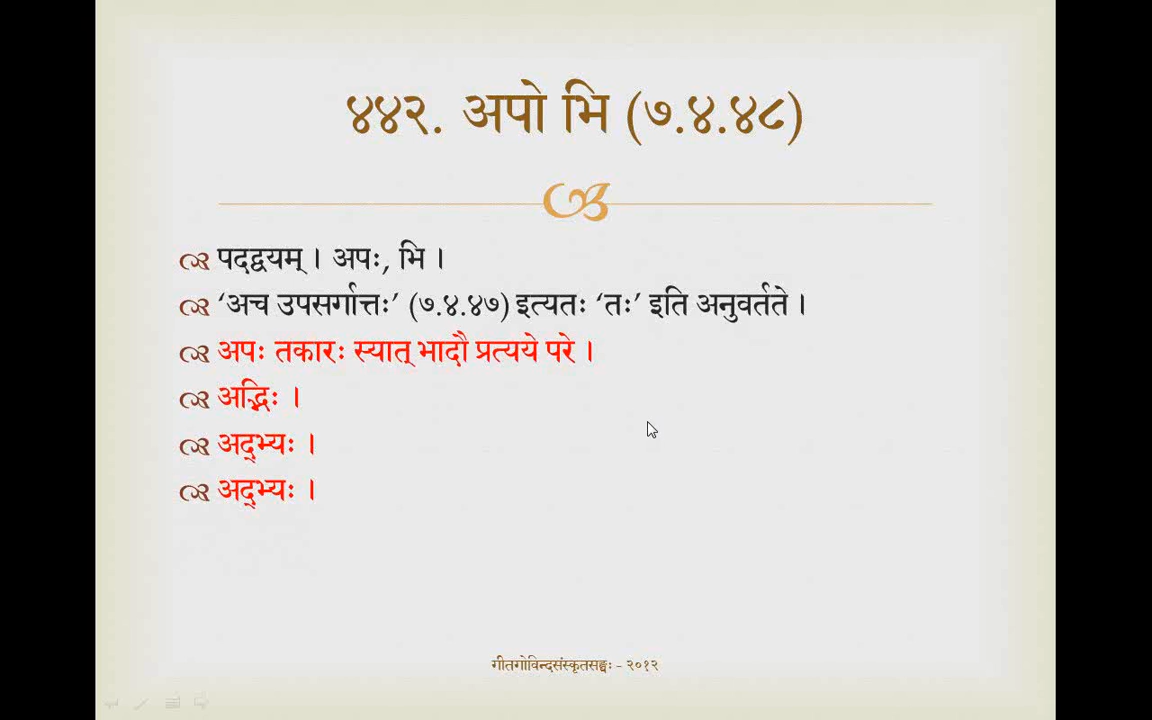 ४४२. अपो भि (७.४.४८)
पदद्वयम् । अपः, भि ।
‘अच उपसर्गात्तः’ (७.४.४७) इत्यतः ‘तः’ इति अनुवर्तते ।
अपः तकारः स्यात् भादौ प्रत्यये परे ।
अद्भिः ।
अद्भ्यः ।
अद्भ्यः ।
गीतगोविन्दसंस्कृतसङ्घः - २०१२